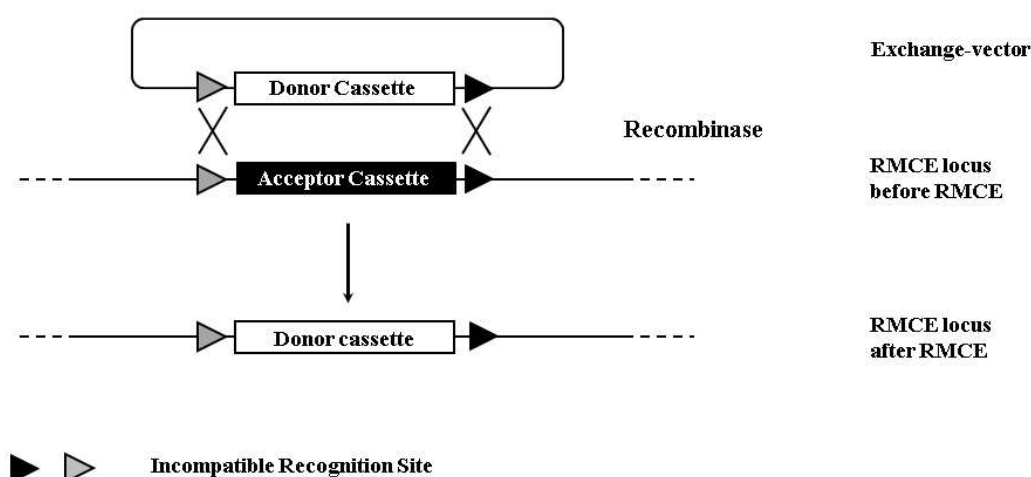 Exchange-vector
Donor Cassette
Recombinase
Acceptor Cassette
RMCE locus
before RMCE
Donor cassette
RMCE locus
after RMCE
Incompatible Recognition Site